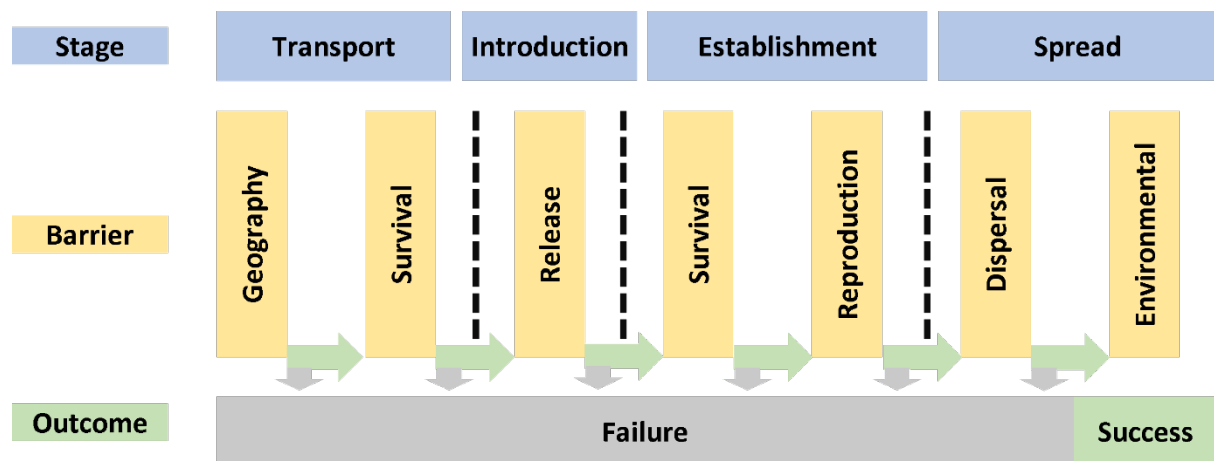 Stage
Transport
Introduction
Establishment
Spread
Barrier
Geography
Survival
Release
Survival
Reproduction
Dispersal
Environmental
Outcome
Failure
Success